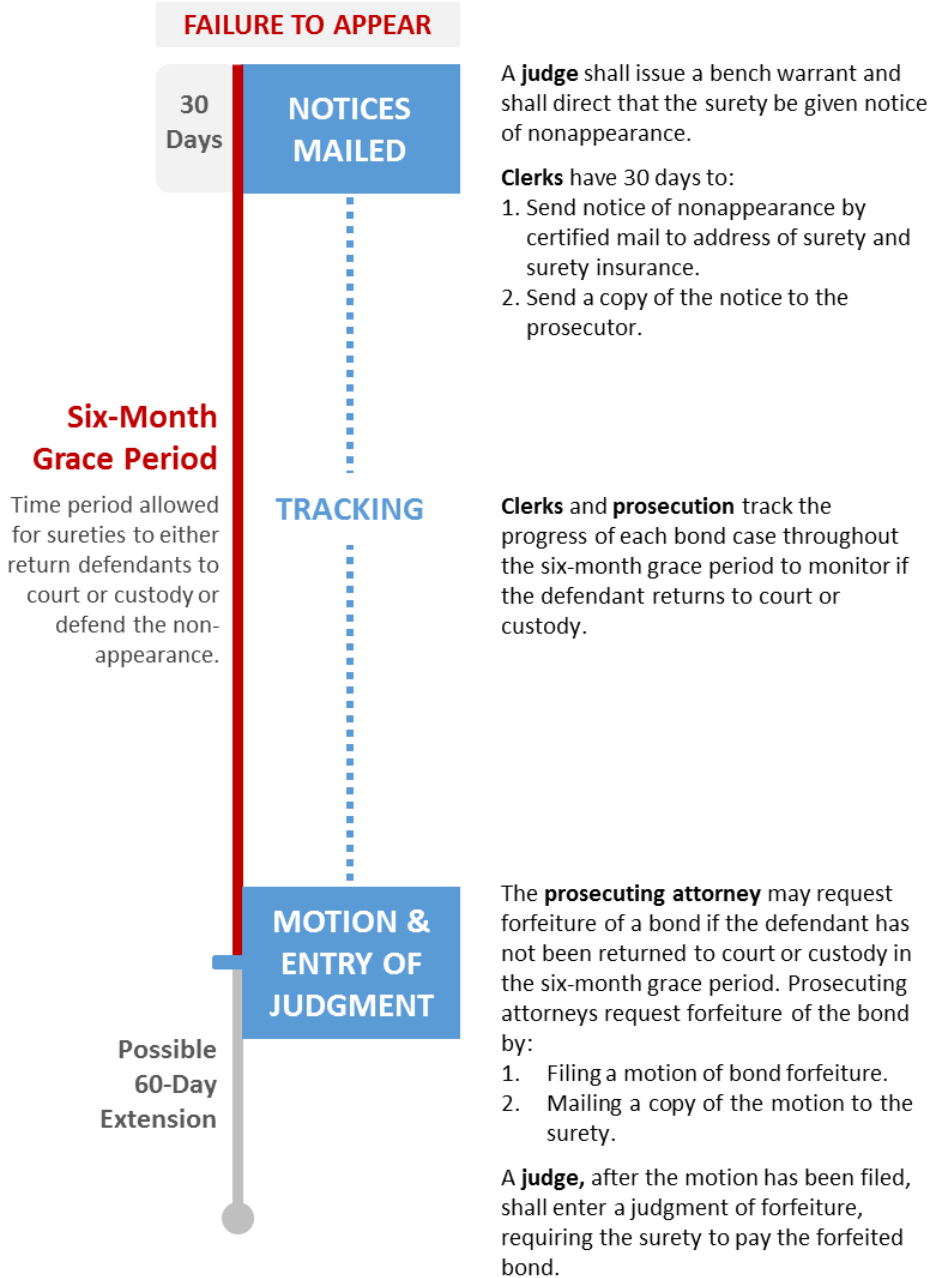 FAILURE TO APPEAR
30
Days
NOTICES
MAILED
A judge shall issue a bench warrant and
shall direct that the surety be given notice
of nonappearance.
Clerks have 30 days to:
1. Send notice of nonappearance by
certified mail to address of surety and
surety insurance.
2. Send a copy of the notice to the
prosecutor.
Six-Month
Grace Period
Time period allowed
for sureties to either
return defendants to
court or custody or
defend the non-
appearance.
TRACKING
Clerks and prosecution track the
progress of each bond case throughout
the six-month grace period to monitor if
the defendant returns to court or
custody.
MOTION &
ENTRY OF
JUDGMENT
Possible
60-Day
Extension
The prosecuting attorney may request
forfeiture of a bond if the defendant has
not been returned to court or custody in
the six-month grace period. Prosecuting
attorneys request forfeiture of the bond
by:
1. Filing a motion of bond forfeiture.
2. Mailing a copy of the motion to the
surety.
A judge, after the motion has been filed,
shall enter a judgment of forfeiture,
requiring the surety to pay the forfeited
bond.